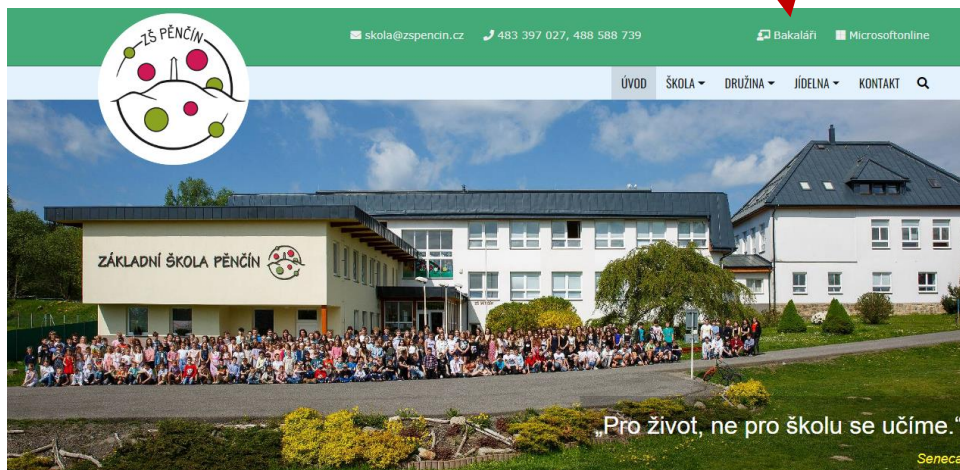 ZŠ PĚNČÍN
skola@zspencin.cz 483 397 027, 488 588 739 Bakaláři Microsoftonline
ÚVOD ŠKOLA DRUŽINA JÍDELNA KONTAKT
ZÁKLADNÍ ŠKOLA PĚNČÍN
„Pro život, ne pro školu se učíme.“
Seneca